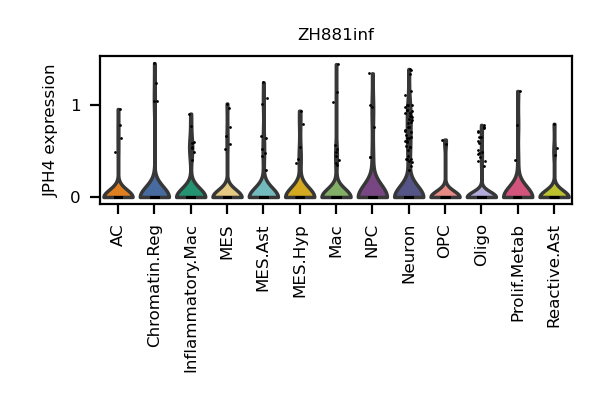 ZH881inf
JPH4 expression
1
0
AC
Chromatin.Reg
Inflammatory.Mac
MES
MES.Ast
MES.Hyp
Mac
NPC
Neuron
OPC
Oligo
Prolif.Metab
Reactive.Ast